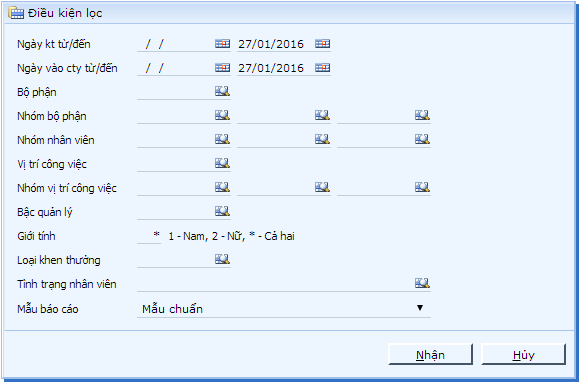 Điều kiện lọc
Ngày kt từ/đến / / 27/01/2016
Ngày vào cty từ/đến / / 27/01/2016
Bộ phận
Nhóm bộ phận
Nhóm nhân viên
Vị trí công việc
Nhóm vị trí công việc
Bậc quản lý
Giới tính * 1 - Nam, 2 - Nữ, * - Cả hai
Loại khen thưởng
Tình trạng nhân viên
Mẫu báo cáo Mẫu chuẩn
Nhận Hủy